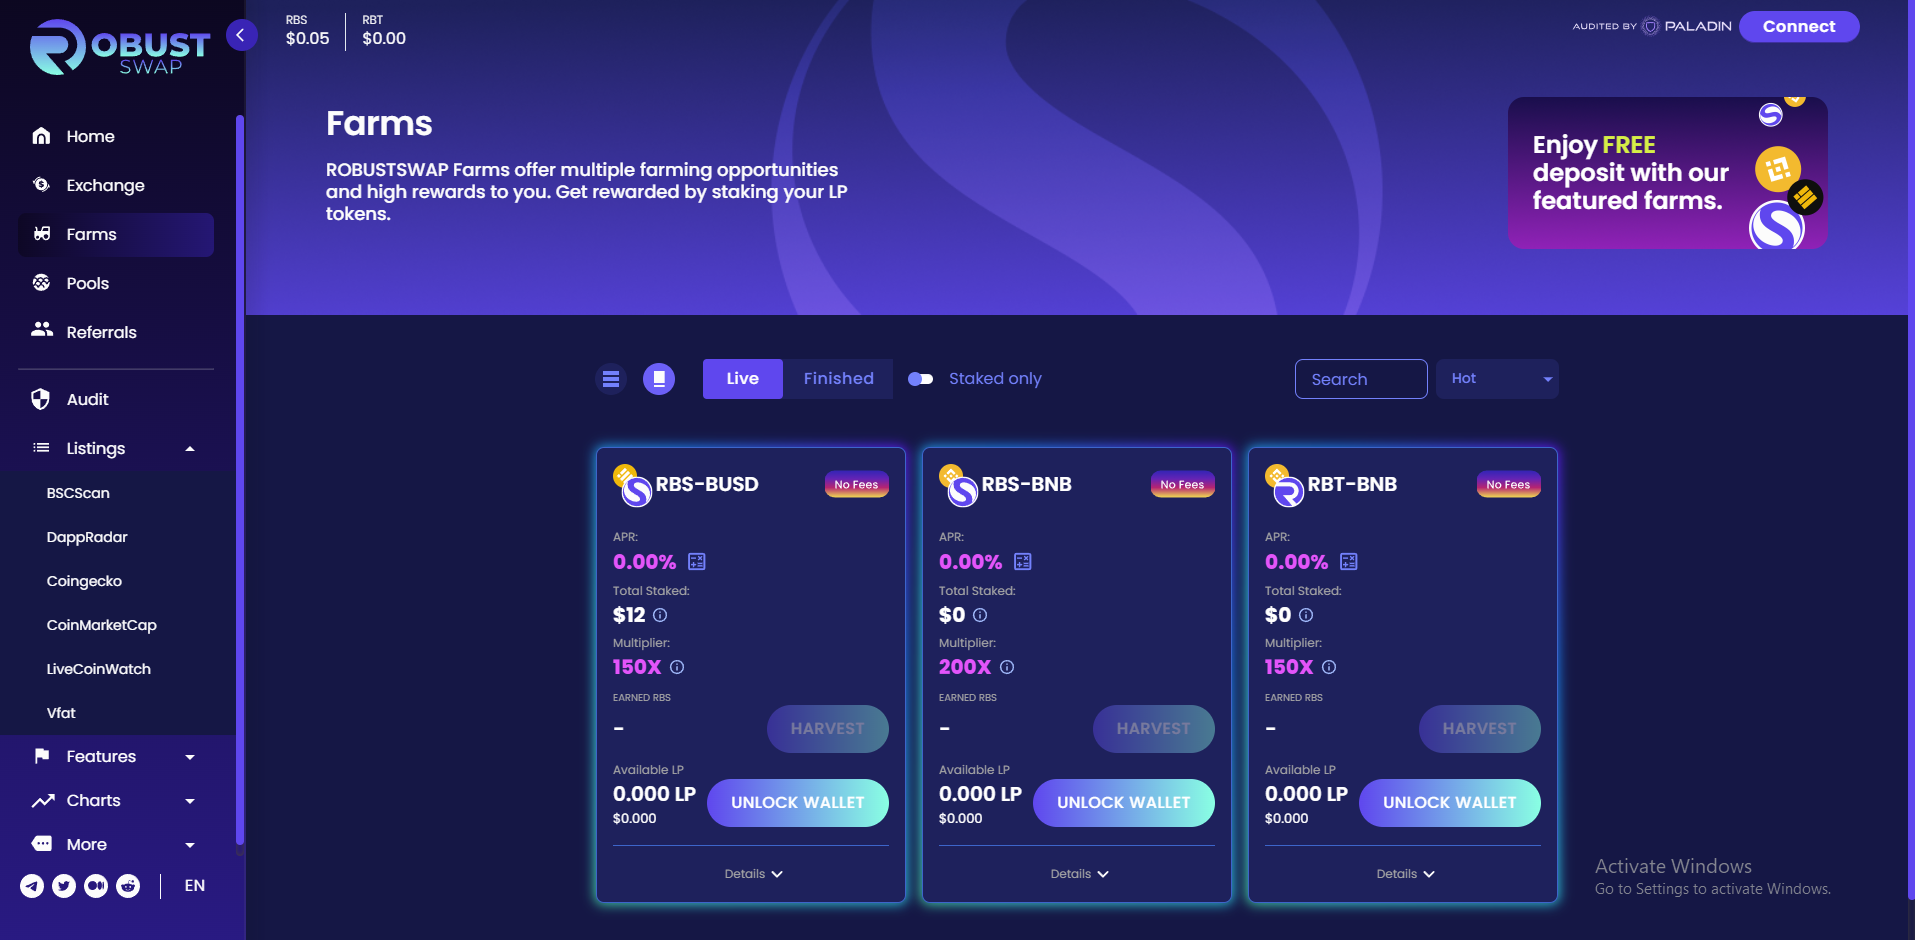 ROBUST
SWAP
Home
Exchange
Farms
Pools
Referrals
Audit
Listings
BSCScan
DappRadar
Coingecko
CoinMarketCap
LiveCoinWatch
Vfat
Features
Charts
More
EN
RBS
$0.05
RBT
$0.00
AUDITED BY PALADIN
Connect
Farms
ROBUSTSWAP Farms offer multiple farming opportunities
and high rewards to you. Get rewarded by staking your LP
tokens.
Enjoy FREE
deposit with our
featured farms.
Live
Finished
Staked only
Search
Hot
RBS-BUSD
No Fees
APR:
0.00%
Total Staked:
$12
Multiplier:
150X
EARNED RBS
-
HARVEST
Available LP
0.000 LP
$0.000
UNLOCK WALLET
Details
RBS-BNB
No Fees
APR:
0.00%
Total Staked:
$0
Multiplier:
200X
EARNED RBS
-
HARVEST
Available LP
0.000 LP
$0.000
UNLOCK WALLET
Details
RBT-BNB
No Fees
APR:
0.00%
Total Staked:
$0
Multiplier:
150X
EARNED RBS
-
HARVEST
Available LP
0.000 LP
$0.000
UNLOCK WALLET
Details
Activate Windows
Go to Settings to activate Windows.